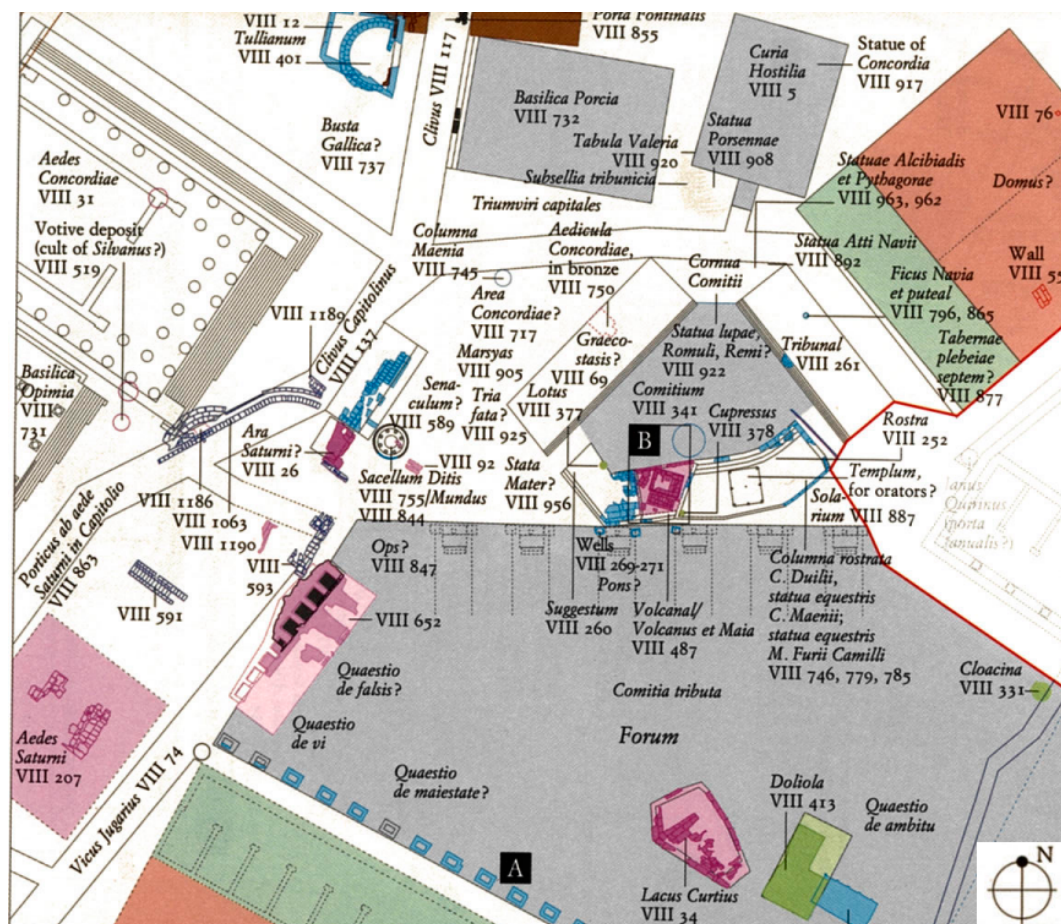 VIII 12
Tullianum
VIII 401
Clivus VIII 117
Porta Fontinalis
VIII 855
Basilica Porcia
VIII 732
Curia
Hostilia
VIII 5
Statue of
Concordia
VIII 917
VIII 76
Busta
Gallica?
VIII 737
Tabula Valeria
VIII 920
Statua
Porsennae
VIII 908
Subsellia tribunicia
Triumviri capitales
Statuae Alcibiadis
et Pythagorae
VIII 963, 962
Domus?
Aedes
Concordiae
VIII 31
Votive deposit
(cult of Silvanus?)
VIII 519
Columna
Maenia
VIII 745
Aedicula
Concordiae,
in bronze
VIII 750
Cornua
Comitii
Statua Atti Navii
VIII 892
Wall
VIII 55
Ficus Navia
et puteal
VIII 796, 865
VIII 1189
Clivus Capitolinus
VIII 137
Area
Concordiae?
VIII 717
Graeco-
stasis?
VIII 69
Statua lupae,
Romuli, Remi?
VIII 922
Tribunal
VIII 261
Tabernae
plebeiae
septem?
VIII 877
Marsyas
VIII 905
Basilica
Opimia
VIII
731
Sena-
culum?
VIII 589
Tria
fata?
VIII 925
Lotus
VIII 377
Comitium
VIII 341
Cupressus
VIII 378
Rostra
VIII 252
B
Ara
Saturni?
VIII 26
VIII 92
Sacellum Ditis
VIII 755/Mundus
VIII 844
Stata
Mater?
VIII 956
Templum,
for orators?
VIII 887
Sola-
rium
Ianus
Quirinus
(porta
Janualis?)
VIII 1186
VIII 1063
VIII 1190
Porticus ab aede
Saturni in Capitolio
VIII 863
VIII
593
VIII 591
Ops?
VIII 847
Wells
VIII 269-271
Pons?
Suggestum
VIII 260
Volcanal/
Volcanus et Maia
VIII 487
Columna rostrata
C. Duilii,
statua equestris
C. Maenii;
statua equestris
M. Furii Camilli
VIII 746, 779, 785
VIII 652
Quaestio
de falsis?
Comitia tributa
Cloacina
VIII 331
Forum
Aedes
Saturni
VIII 207
Quaestio
de vi
Vicus Jugarius VIII 74
Quaestio
de maiestate?
Doliola
VIII 413
Quaestio
de ambitu
A
Lacus Curtius
VIII 34
N